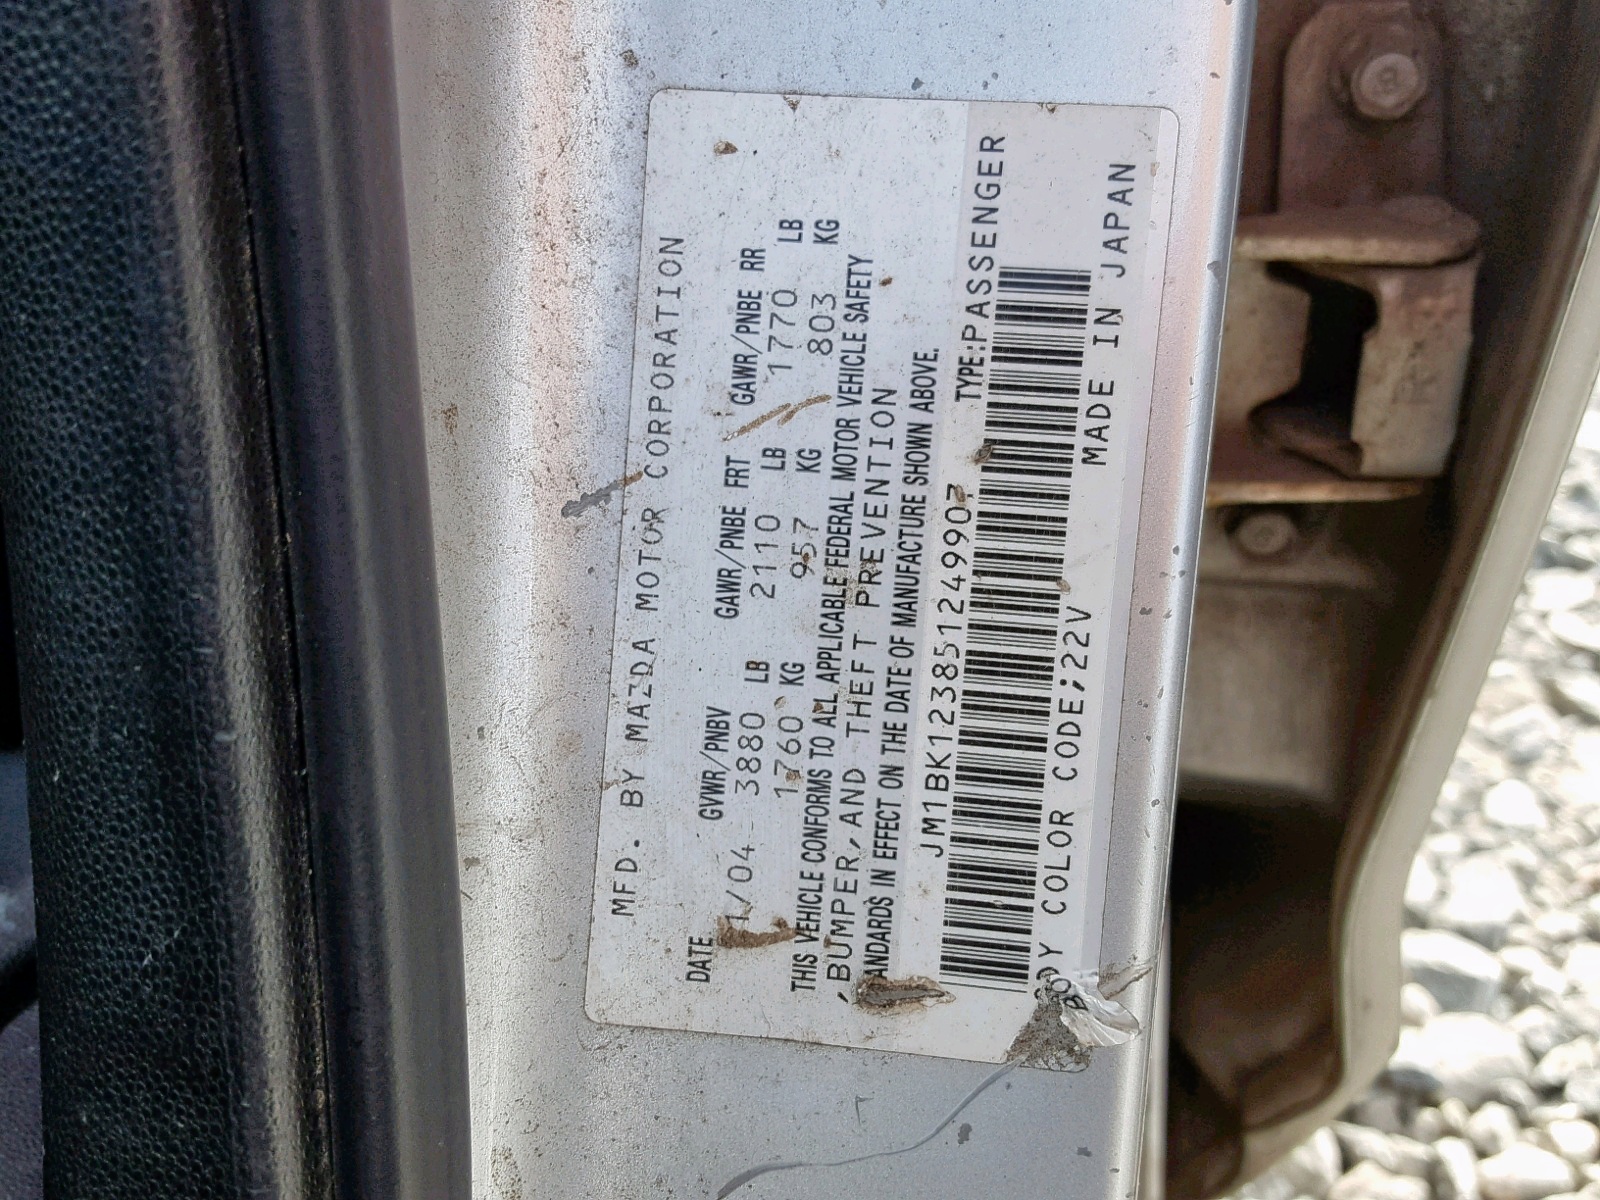 MFD. BY MAZDA MOTOR CORPORATION
DATE GVWR/PNBV GAWR/PNBE FRT GAWR/PNBE RR
1/04 3880 LB 2110 LB 1770 LB
1760 KG 957 KG 803 KG
THIS VEHICLE CONFORMS TO ALL APPLICABLE FEDERAL MOTOR VEHICLE SAFETY
,BUMPER,AND THEFT PREVENTION
ANDARDS IN EFFECT ON THE DATE OF MANUFACTURE SHOWN ABOVE.
JM1BK123851249907 TYPE:PASSENGER
BODY COLOR CODE;22V MADE IN JAPAN